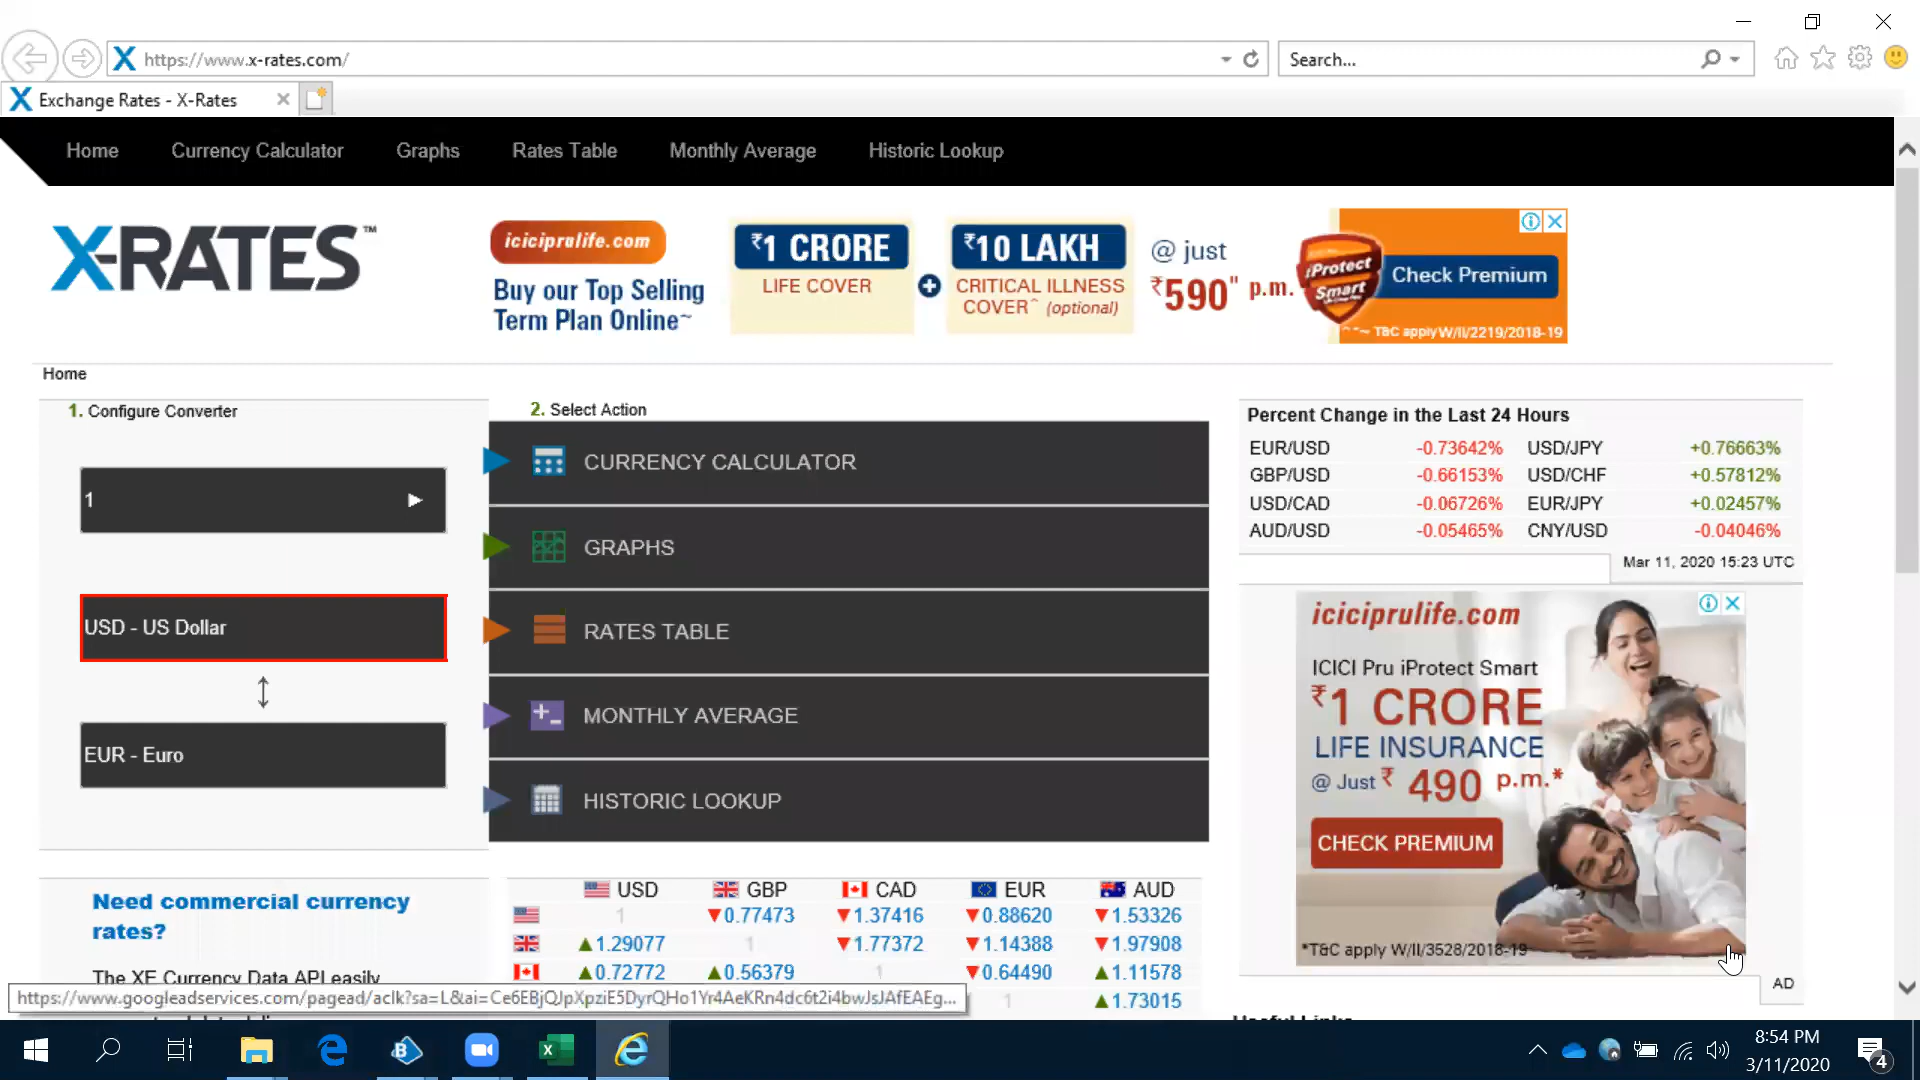 https://www.x-rates.com/
Search...
Exchange Rates - X-Rates
Home Currency Calculator Graphs Rates Table Monthly Average Historic Lookup
X-RATES™
iciciprulife.com
Buy our Top Selling
Term Plan Online~
₹1 CRORE
LIFE COVER
₹10 LAKH
CRITICAL ILLNESS
COVER^ (optional)
@ just
₹590" p.m.
iProtect
Smart
Check Premium
T&C apply W/II/2219/2018-19
Home
1. Configure Converter
1
USD - US Dollar
EUR - Euro
2. Select Action
CURRENCY CALCULATOR
GRAPHS
RATES TABLE
MONTHLY AVERAGE
HISTORIC LOOKUP
Percent Change in the Last 24 Hours
EUR/USD -0.73642% USD/JPY +0.76663%
GBP/USD -0.66153% USD/CHF +0.57812%
USD/CAD -0.06726% EUR/JPY +0.02457%
AUD/USD -0.05465% CNY/USD -0.04046%
Mar 11, 2020 15:23 UTC
iciciprulife.com
ICICI Pru iProtect Smart
₹1 CRORE
LIFE INSURANCE
@ Just ₹ 490 p.m.*
CHECK PREMIUM
*T&C apply W/II/3528/2018-19
AD
Need commercial currency
rates?
The XE Currency Data API easily
USD GBP CAD EUR AUD
1 ▼0.77473 ▼1.37416 ▼0.88620 ▼1.53326
▲1.29077 1 ▼1.77372 ▼1.14388 ▼1.97908
▲0.72772 ▲0.56379 1 ▼0.64490 ▲1.11578
1 ▲1.73015
https://www.googleadservices.com/pagead/aclk?sa=L&ai=Ce6EBjQJpXpziE5DyrQHo1Yr4AeKRn4dc6t2i4bwJsJAfEAEg...
Useful Links
8:54 PM
3/11/2020
4